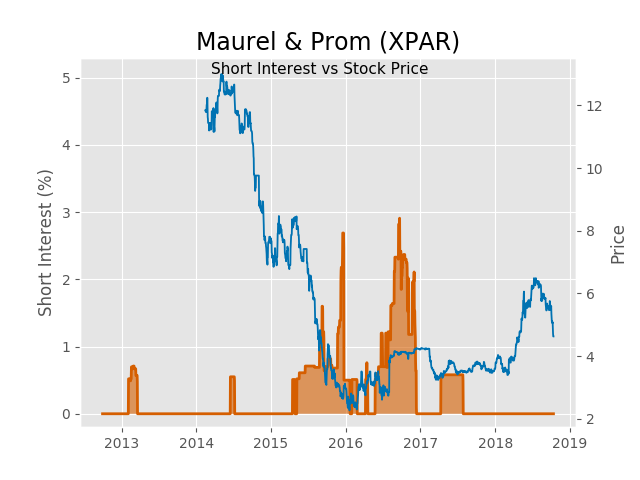 Maurel & Prom (XPAR)
Short Interest vs Stock Price
Short Interest (%)
5
4
3
2
1
0
12
10
8
6
4
2
Price
2013 2014 2015 2016 2017 2018 2019